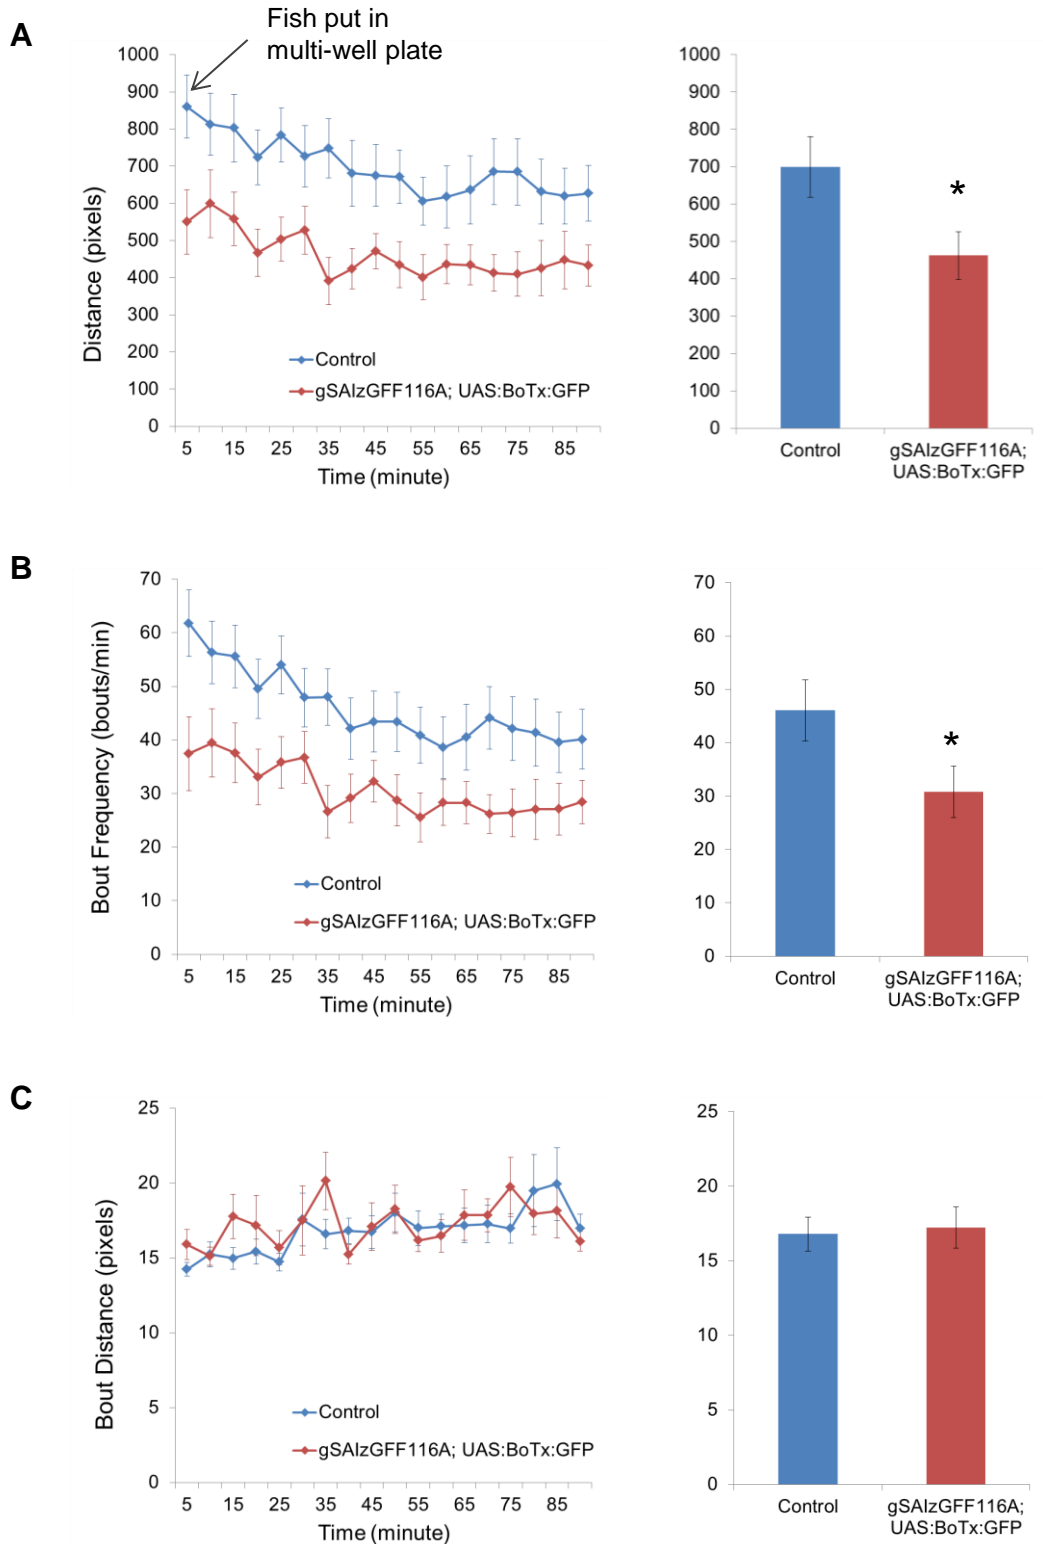 A
Fish put in
multi-well plate
Distance (pixels)
1000
900
800
700
600
500
400
300
200
100
0
Control
gSAIzGFF116A; UAS:BoTx:GFP
5 15 25 35 45 55 65 75 85
Time (minute)
1000
900
800
700
600
500
400
300
200
100
0
*
Control
gSAIzGFF116A;
UAS:BoTx:GFP
B
Bout Frequency (bouts/min)
70
60
50
40
30
20
10
0
Control
gSAIzGFF116A; UAS:BoTx:GFP
5 15 25 35 45 55 65 75 85
Time (minute)
70
60
50
40
30
20
10
0
*
Control
gSAIzGFF116A;
UAS:BoTx:GFP
C
Bout Distance (pixels)
25
20
15
10
5
0
Control
gSAIzGFF116A; UAS:BoTx:GFP
5 15 25 35 45 55 65 75 85
Time (minute)
25
20
15
10
5
0
Control
gSAIzGFF116A;
UAS:BoTx:GFP